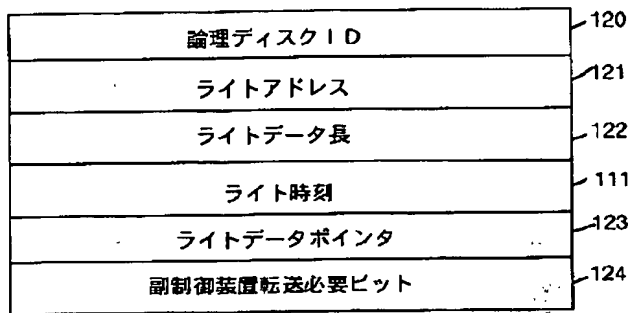 論理ディスクID 120
ライトアドレス 121
ライトデータ長 122
ライト時刻 111
ライトデータポインタ 123
副制御装置転送必要ビット 124